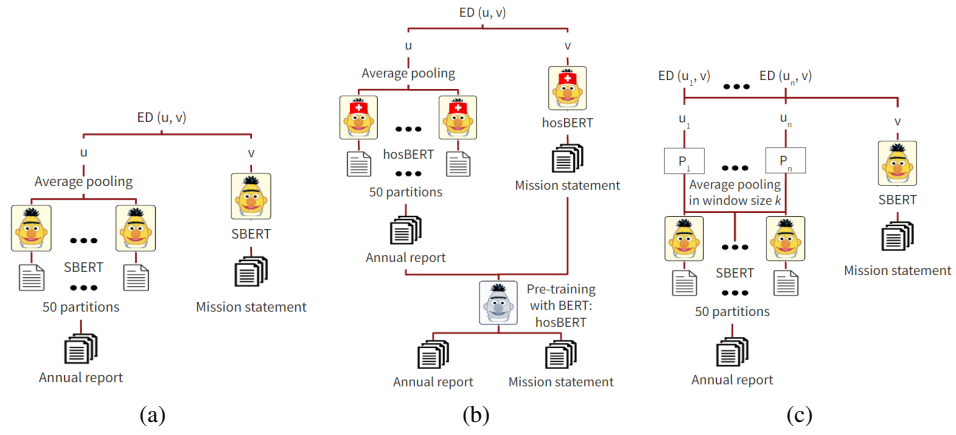 ED (u, v)
u
v
Average pooling
SBERT
SBERT
50 partitions
Mission statement
Annual report
(a)
ED (u, v)
u
v
Average pooling
hosBERT
hosBERT
50 partitions
Mission statement
Annual report
Pre-training
with BERT:
hosBERT
Annual report
Mission statement
(b)
ED (u₁, v)
ED (uₙ, v)
u₁
uₙ
v
P₁
Pₙ
Average pooling
in window size k
SBERT
SBERT
Mission statement
50 partitions
Annual report
(c)